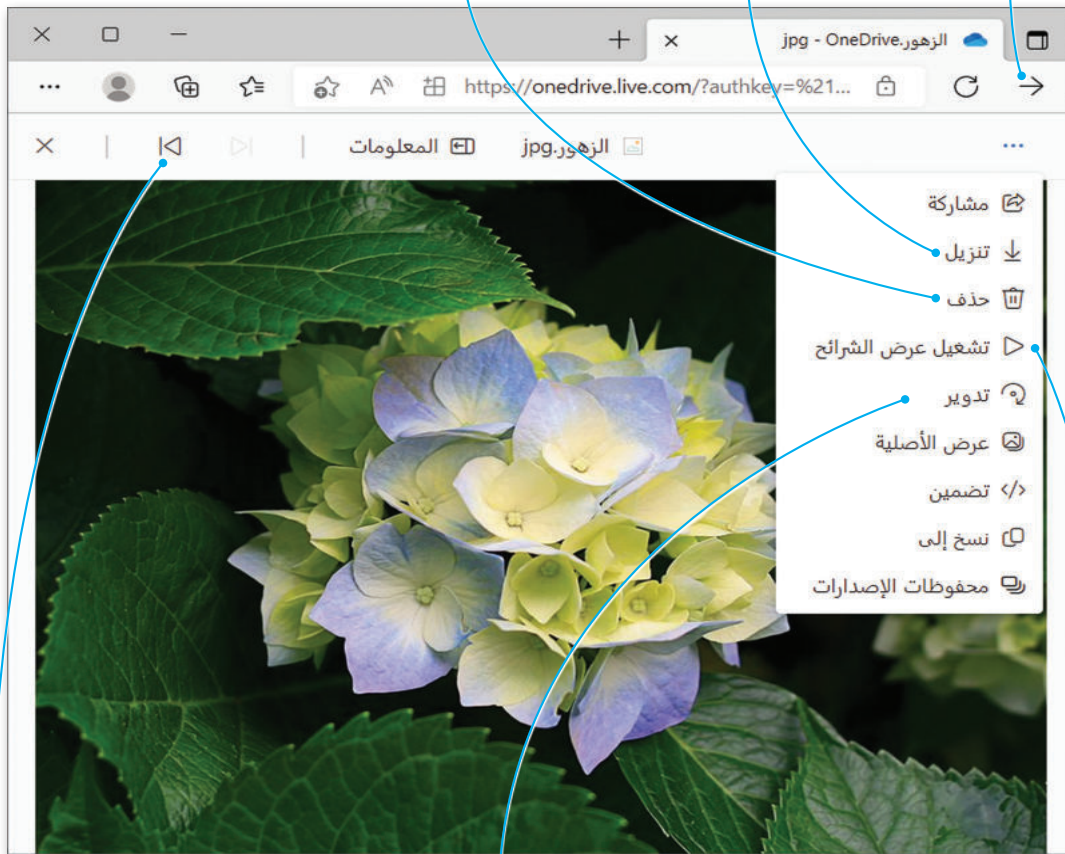 الزهور.jpg - OneDrive
https://onedrive.live.com/?authkey=%21...
الزهور.jpg
المعلومات
مشاركة
تنزيل
حذف
تشغيل عرض الشرائح
تدوير
عرض الأصلية
تضمين
نسخ إلى
محفوظات الإصدارات